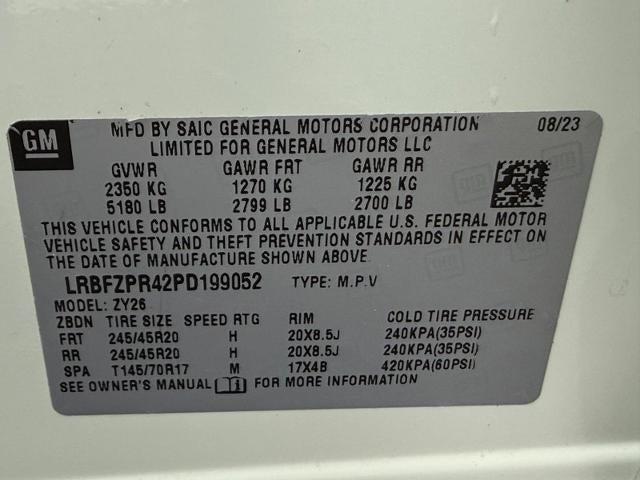 GM
MFD BY SAIC GENERAL MOTORS CORPORATION 08/23
LIMITED FOR GENERAL MOTORS LLC
GVWR GAWR FRT GAWR RR
2350 KG 1270 KG 1225 KG
5180 LB 2799 LB 2700 LB
THIS VEHICLE CONFORMS TO ALL APPLICABLE U.S. FEDERAL MOTOR
VEHICLE SAFETY AND THEFT PREVENTION STANDARDS IN EFFECT ON
THE DATE OF MANUFACTURE SHOWN ABOVE.
LRBFZPR42PD199052 TYPE: M.P.V
MODEL: ZY26
ZBDN TIRE SIZE SPEED RTG RIM COLD TIRE PRESSURE
FRT 245/45R20 H 20X8.5J 240KPA(35PSI)
RR 245/45R20 H 20X8.5J 240KPA(35PSI)
SPA T145/70R17 M 17X4B 420KPA(60PSI)
SEE OWNER'S MANUAL FOR MORE INFORMATION